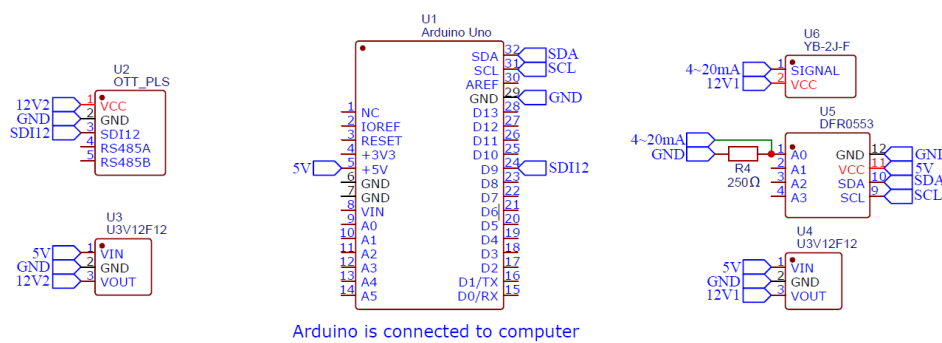 U1
Arduino Uno
U6
YB-2J-F
U2
OTT_PLS
12V2 1 VCC
GND 2 GND
SDI12 3 SDI12
4 RS485A
5 RS485B
1 NC
2 IOREF
3 RESET
4 +3V3
5V 5 +5V
6 GND
7 GND
8 VIN
9 A0
10 A1
11 A2
12 A3
13 A4
14 A5
SDA 32 SDA
SCL 31 SCL
AREF 30
GND 29 GND
D13 28
D12 27
D11 26
D10 25
D9 24 SDI12
D8 23
D7 22
D6 21
D5 20
D4 19
D3 18
D2 17
D1/TX 16
D0/RX 15
4~20mA 1 SIGNAL
12V1 2 VCC
U5
DFR0553
4~20mA
GND
R4
250Ω
1 A0
2 A1
3 A2
4 A3
GND 12 GND
VCC 11 5V
SDA 10 SDA
SCL 9 SCL
U3
U3V12F12
5V 1 VIN
GND 2 GND
12V2 3 VOUT
U4
U3V12F12
5V 1 VIN
GND 2 GND
12V1 3 VOUT
Arduino is connected to computer